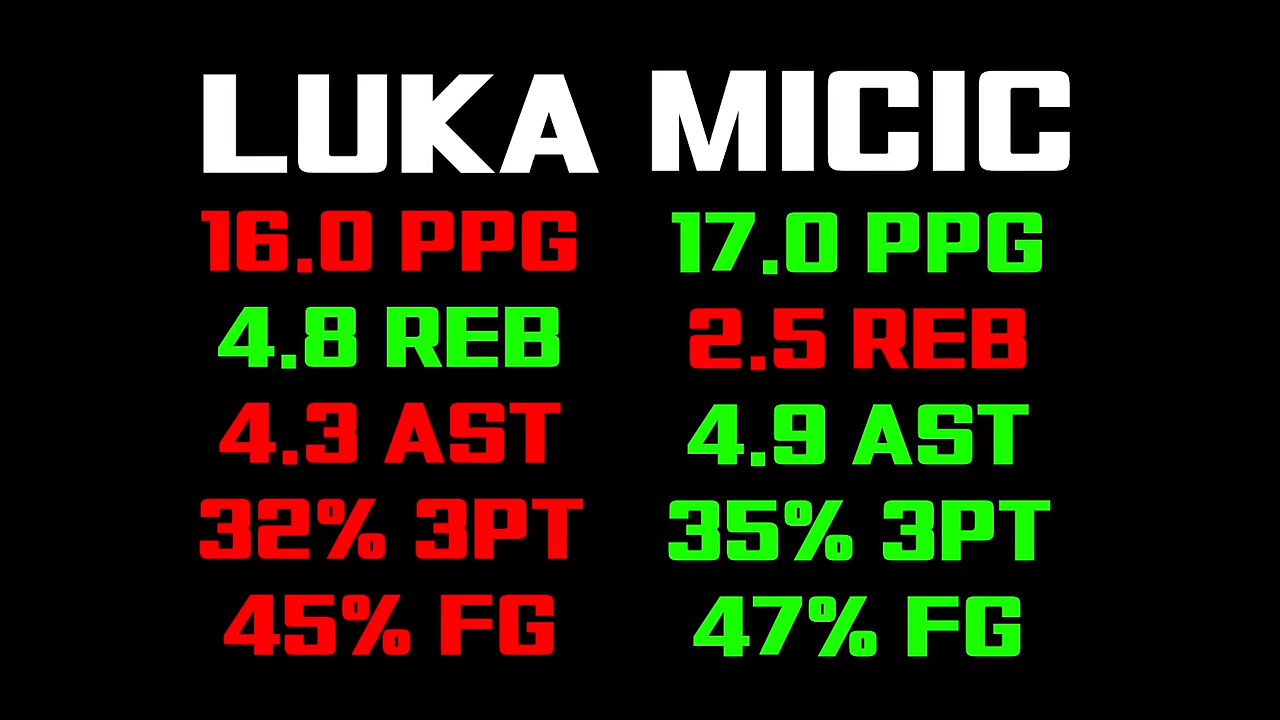 LUKA MICIC
16.0 PPG 17.0 PPG
4.8 REB 2.5 REB
4.3 AST 4.9 AST
32% 3PT 35% 3PT
45% FG 47% FG